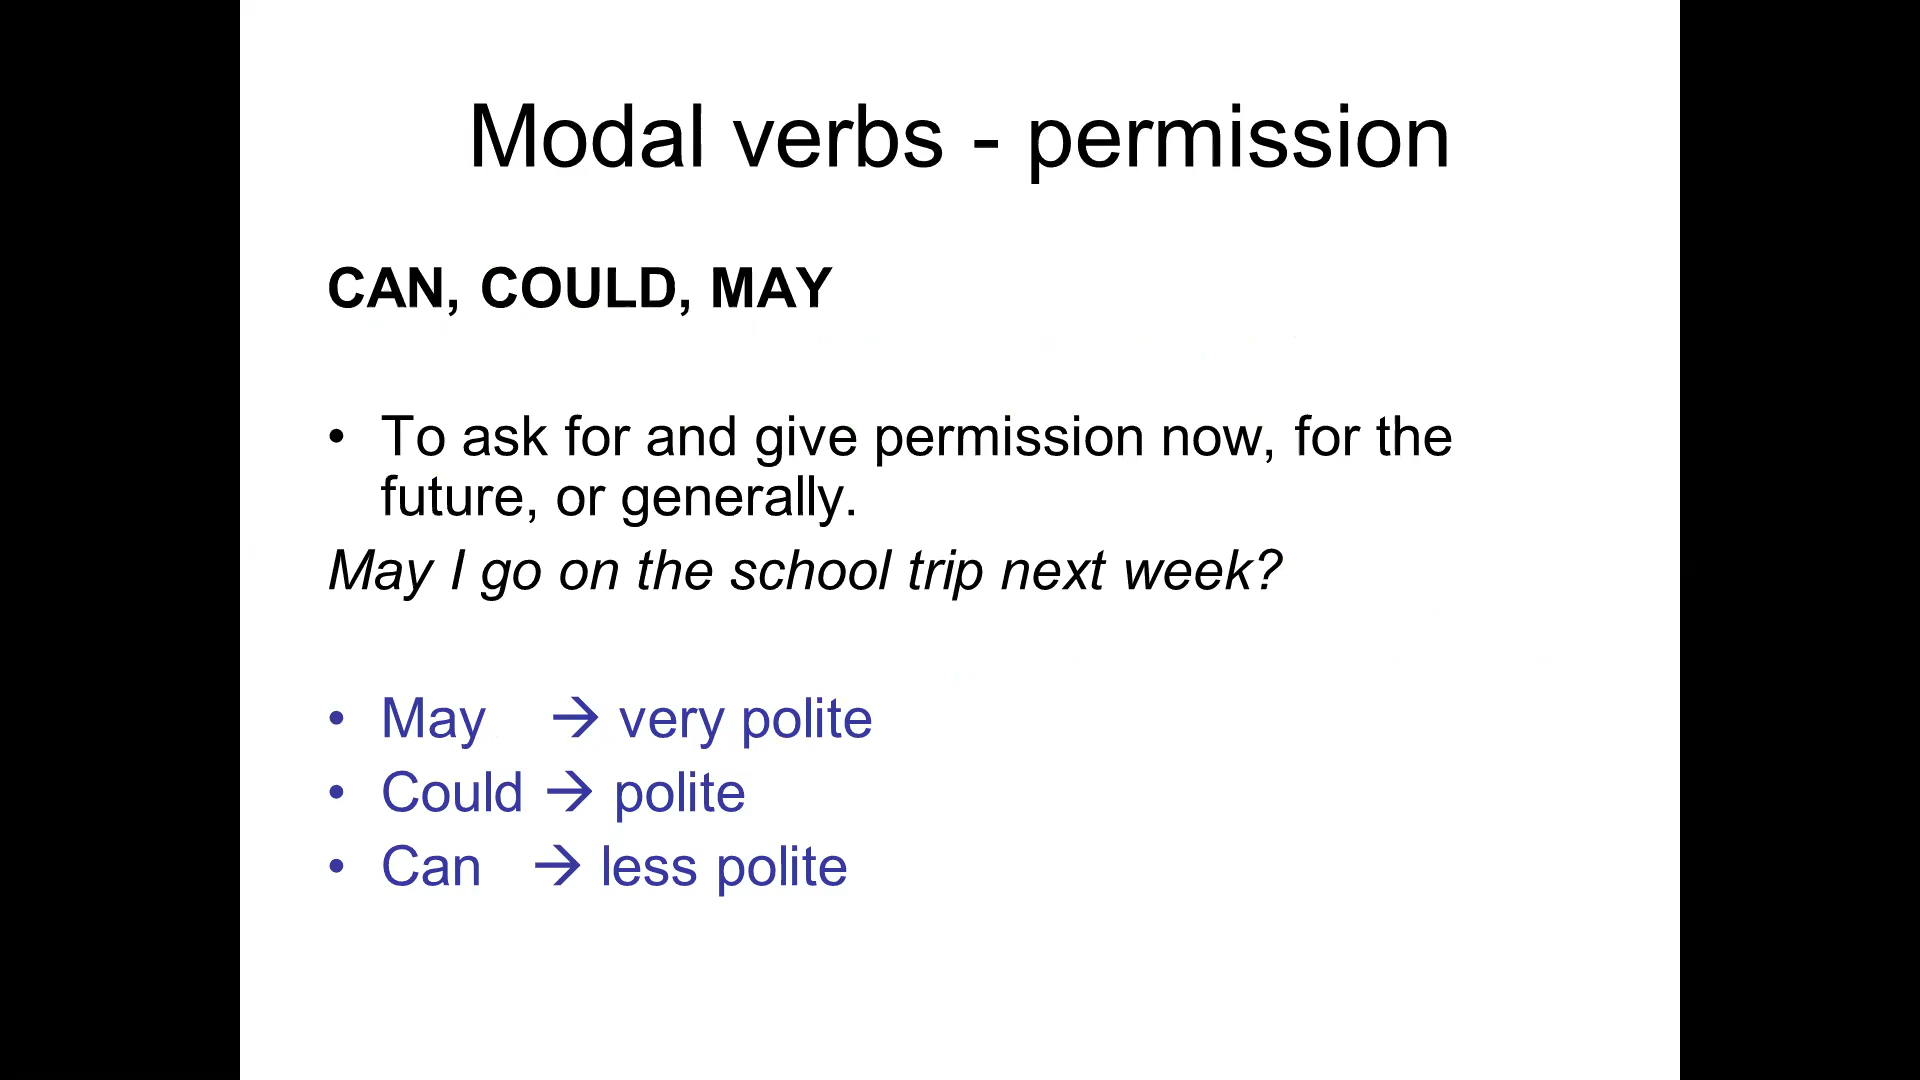 Modal verbs - permission
CAN, COULD, MAY
• To ask for and give permission now, for the
future, or generally.
May I go on the school trip next week?
• May → very polite
• Could → polite
• Can → less polite